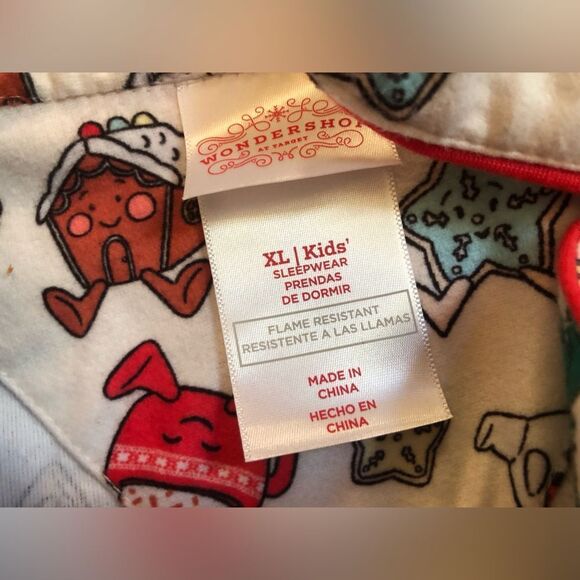 WONDERSHOP
AT TARGET
XL | Kids'
SLEEPWEAR
PRENDAS
DE DORMIR
FLAME RESISTANT
RESISTENTE A LAS LLAMAS
MADE IN
CHINA
HECHO EN
CHINA